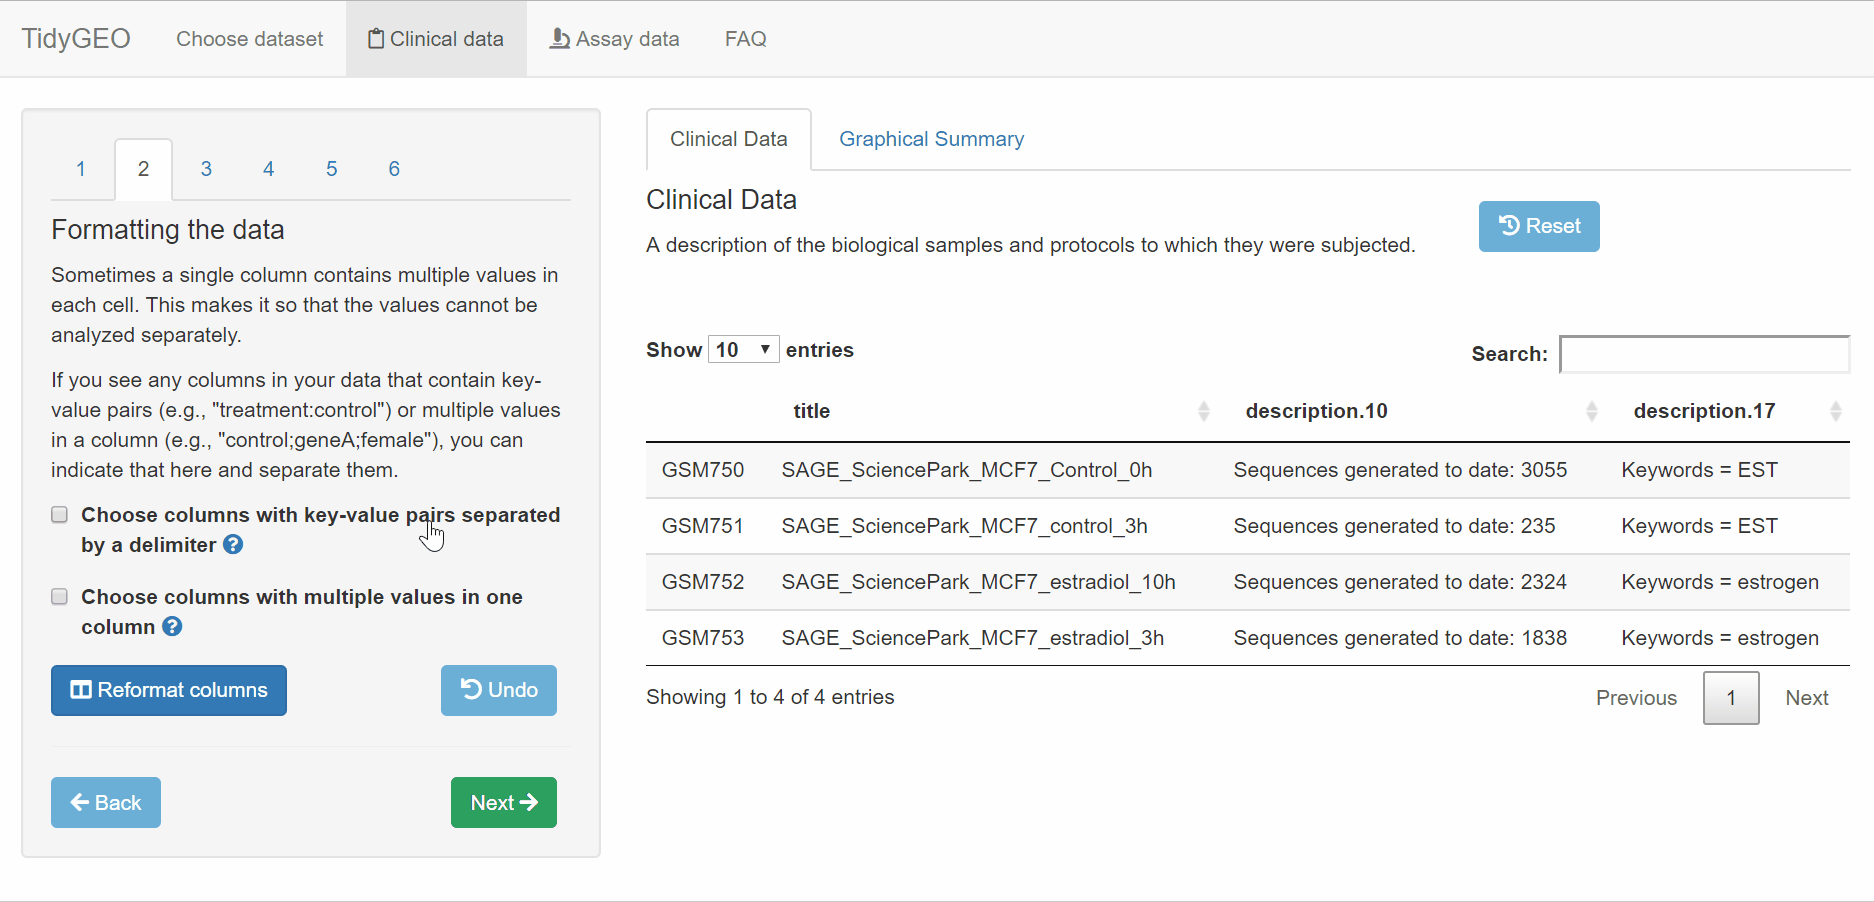 TidyGEO Choose dataset Clinical data Assay data FAQ
1 2 3 4 5 6
Formatting the data
Sometimes a single column contains multiple values in
each cell. This makes it so that the values cannot be
analyzed separately.
If you see any columns in your data that contain key-
value pairs (e.g., "treatment:control") or multiple values
in a column (e.g., "control;geneA;female"), you can
indicate that here and separate them.
Choose columns with key-value pairs separated
by a delimiter ?
Choose columns with multiple values in one
column ?
Reformat columns Undo
Back Next
Clinical Data Graphical Summary
Clinical Data
A description of the biological samples and protocols to which they were subjected.
Reset
Show 10 entries
Search:
title description.10 description.17
GSM750 SAGE_SciencePark_MCF7_Control_0h Sequences generated to date: 3055 Keywords = EST
GSM751 SAGE_SciencePark_MCF7_control_3h Sequences generated to date: 235 Keywords = EST
GSM752 SAGE_SciencePark_MCF7_estradiol_10h Sequences generated to date: 2324 Keywords = estrogen
GSM753 SAGE_SciencePark_MCF7_estradiol_3h Sequences generated to date: 1838 Keywords = estrogen
Showing 1 to 4 of 4 entries
Previous 1 Next